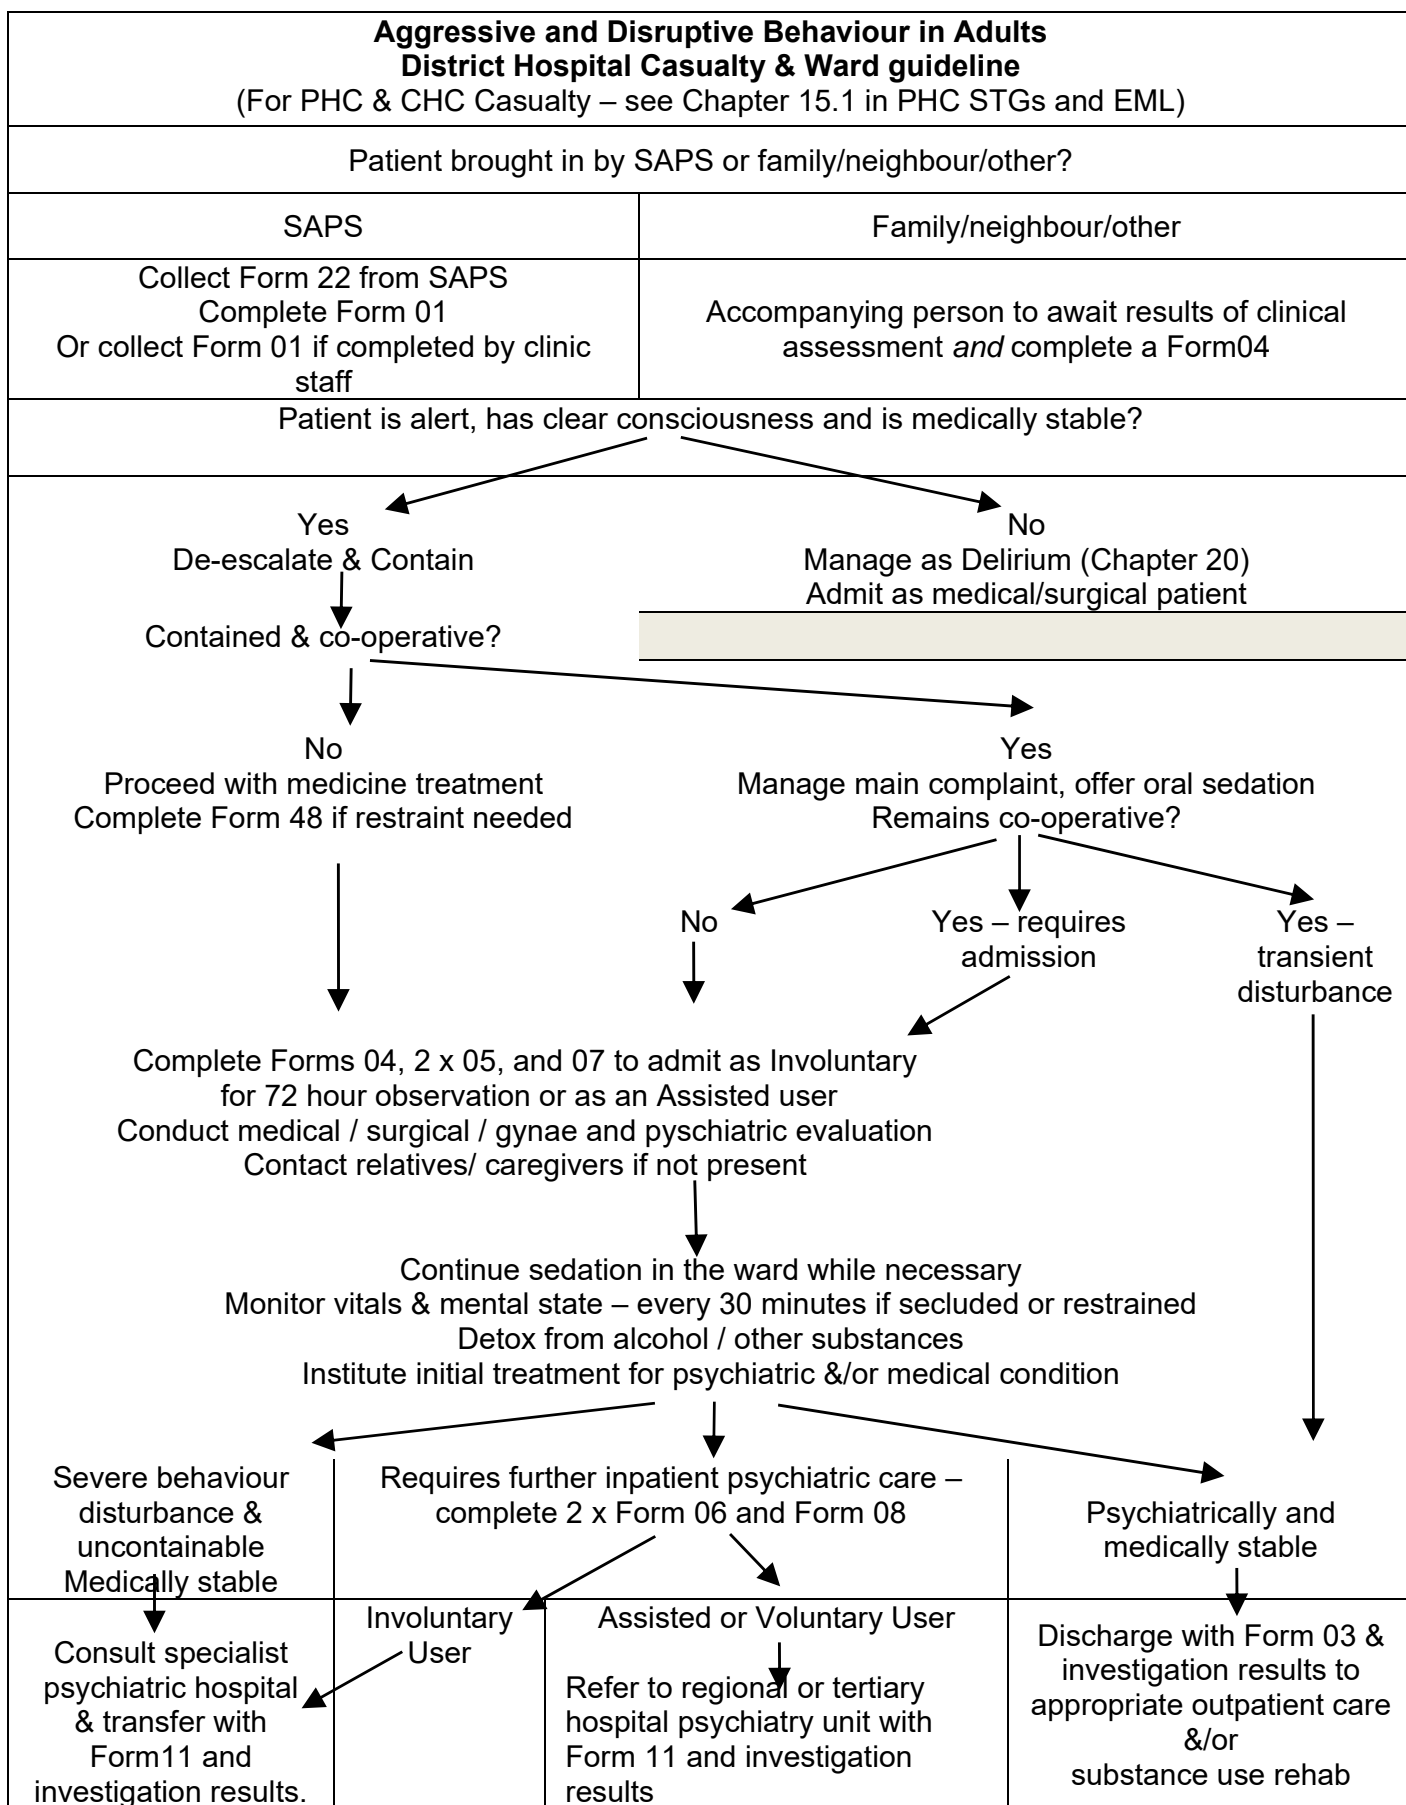 Aggressive and Disruptive Behaviour in Adults
District Hospital Casualty & Ward guideline
(For PHC & CHC Casualty – see Chapter 15.1 in PHC STGs and EML)
Patient brought in by SAPS or family/neighbour/other?
SAPS
Family/neighbour/other
Collect Form 22 from SAPS
Complete Form 01
Or collect Form 01 if completed by clinic
staff
Accompanying person to await results of clinical
assessment and complete a Form04
Patient is alert, has clear consciousness and is medically stable?
Yes
De-escalate & Contain
No
Manage as Delirium (Chapter 20)
Admit as medical/surgical patient
Contained & co-operative?
No
Proceed with medicine treatment
Complete Form 48 if restraint needed
Yes
Manage main complaint, offer oral sedation
Remains co-operative?
No
Yes – requires
admission
Yes –
transient
disturbance
Complete Forms 04, 2 x 05, and 07 to admit as Involuntary
for 72 hour observation or as an Assisted user
Conduct medical / surgical / gynae and pyschiatric evaluation
Contact relatives/ caregivers if not present
Continue sedation in the ward while necessary
Monitor vitals & mental state – every 30 minutes if secluded or restrained
Detox from alcohol / other substances
Institute initial treatment for psychiatric &/or medical condition
Severe behaviour
disturbance &
uncontainable
Medically stable
Requires further inpatient psychiatric care –
complete 2 x Form 06 and Form 08
Psychiatrically and
medically stable
Consult specialist
psychiatric hospital
& transfer with
Form11 and
investigation results.
Involuntary
User
Assisted or Voluntary User
Refer to regional or tertiary
hospital psychiatry unit with
Form 11 and investigation
results
Discharge with Form 03 &
investigation results to
appropriate outpatient care
&/or
substance use rehab